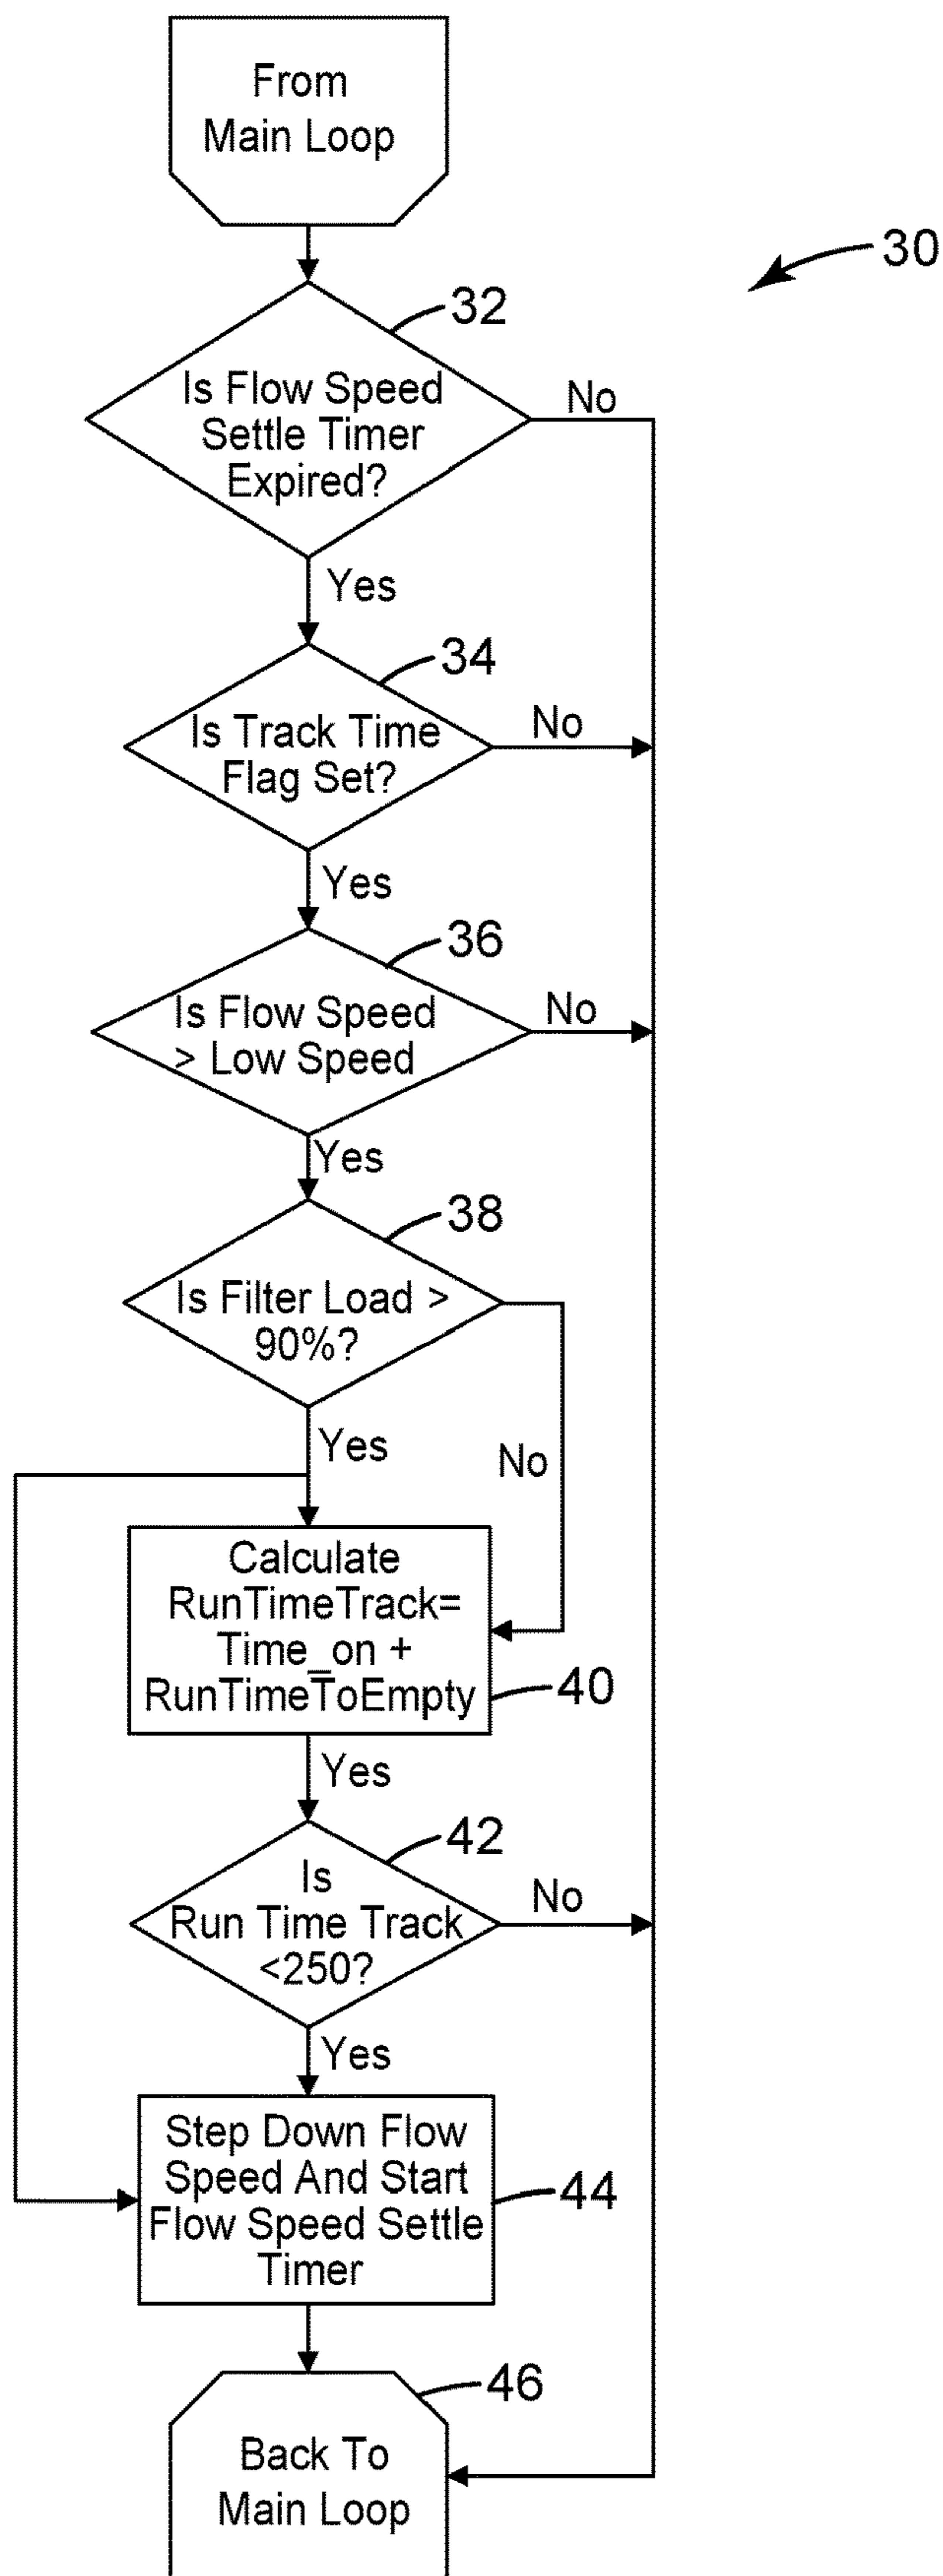 From
Main Loop
30
32
Is Flow Speed
Settle Timer
Expired?
No
Yes
34
Is Track Time
Flag Set?
No
Yes
36
Is Flow Speed
> Low Speed
No
Yes
38
Is Filter Load >
90%?
Yes
No
Calculate
RunTimeTrack=
Time_on +
RunTimeToEmpty
40
Yes
42
Is
Run Time Track
<250?
No
Yes
Step Down Flow
Speed And Start
Flow Speed Settle
Timer
44
46
Back To
Main Loop